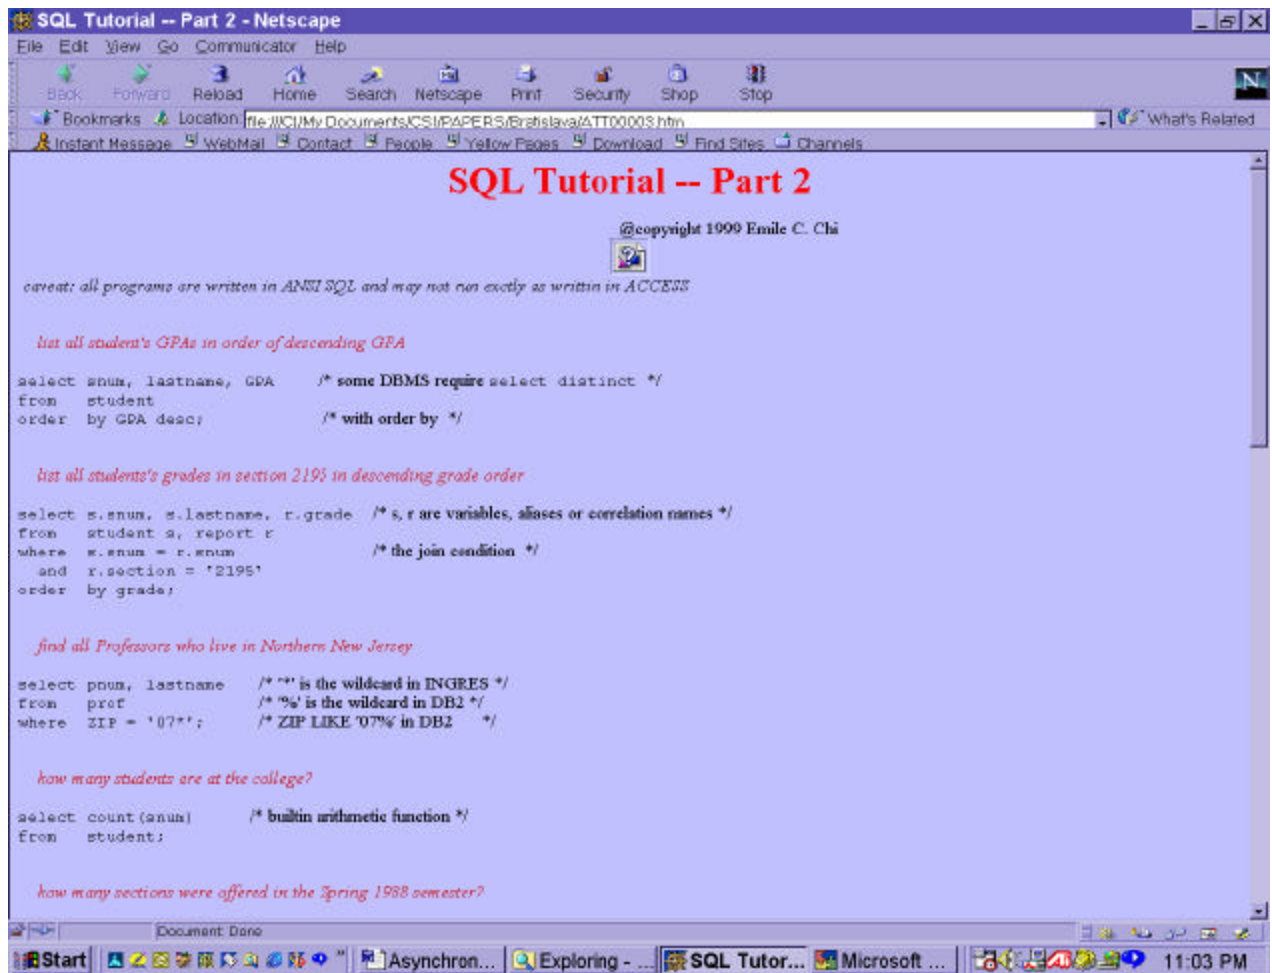 SQL Tutorial -- Part 2 - Netscape
File Edit View Go Communicator Help
Back Forward Reload Home Search Netscape Print Security Shop Stop
Bookmarks Location: file:///C|/My Documents/CSI/PAPERS/Bratislava/ATT00003.htm What's Related
Instant Message WebMail Contact People Yellow Pages Download Find Sites Channels
SQL Tutorial -- Part 2
@copyright 1999 Emile C. Chi
caveat: all programs are written in ANSI SQL and may not run exctly as writtin in ACCESS
list all student's GPAs in order of descending GPA
select snum, lastname, GPA /* some DBMS require select distinct */
from student
order by GPA desc; /* with order by */
list all students's grades in section 2195 in descending grade order
select s.snum, s.lastname, r.grade /* s, r are variables, aliases or correlation names */
from student s, report r
where s.snum = r.snum /* the join condition */
and r.section = '2195'
order by grade;
find all Professors who live in Northern New Jersey
select pnum, lastname /* '*' is the wildcard in INGRES */
from prof /* '%' is the wildcard in DB2 */
where ZIP = '07*'; /* ZIP LIKE '07%' in DB2 */
how many students are at the college?
select count(snum) /* builtin arithmetic function */
from student;
how many sections were offered in the Spring 1988 semester?
Document: Done
Start Asynchron... Exploring - ... SQL Tutor... Microsoft ... 11:03 PM